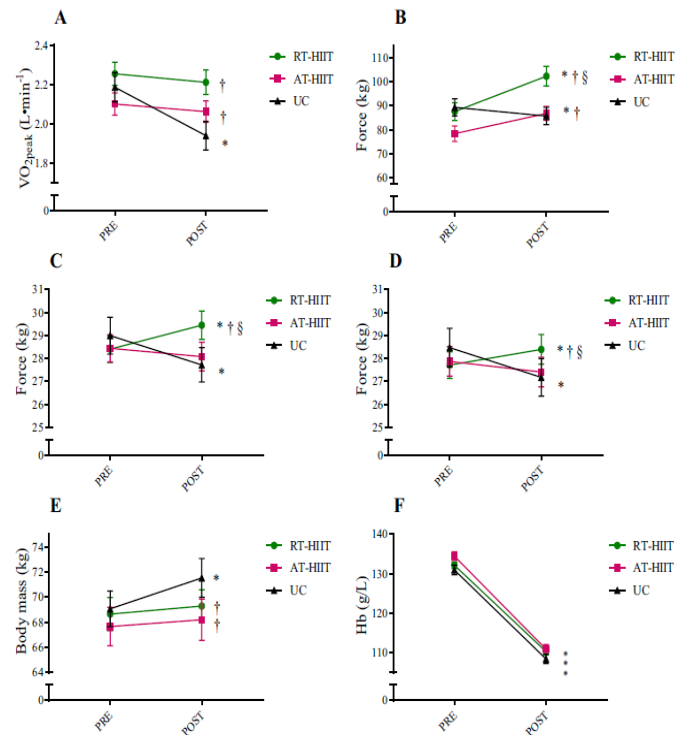 A
VO2peak (L•min⁻¹)
2.4
2.2
2.0
1.8
0
PRE
POST
†
†
*
RT-HIIT
AT-HIIT
UC
B
Force (kg)
110
100
90
80
70
60
0
PRE
POST
* † §
* †
RT-HIIT
AT-HIIT
UC
C
Force (kg)
31
30
29
28
27
26
25
0
PRE
POST
* † §
*
RT-HIIT
AT-HIIT
UC
D
Force (kg)
31
30
29
28
27
26
25
0
PRE
POST
* † §
*
RT-HIIT
AT-HIIT
UC
E
Body mass (kg)
74
72
70
68
66
64
0
PRE
POST
*
†
†
RT-HIIT
AT-HIIT
UC
F
Hb (g/L)
140
130
120
110
0
PRE
POST
*
*
*
RT-HIIT
AT-HIIT
UC